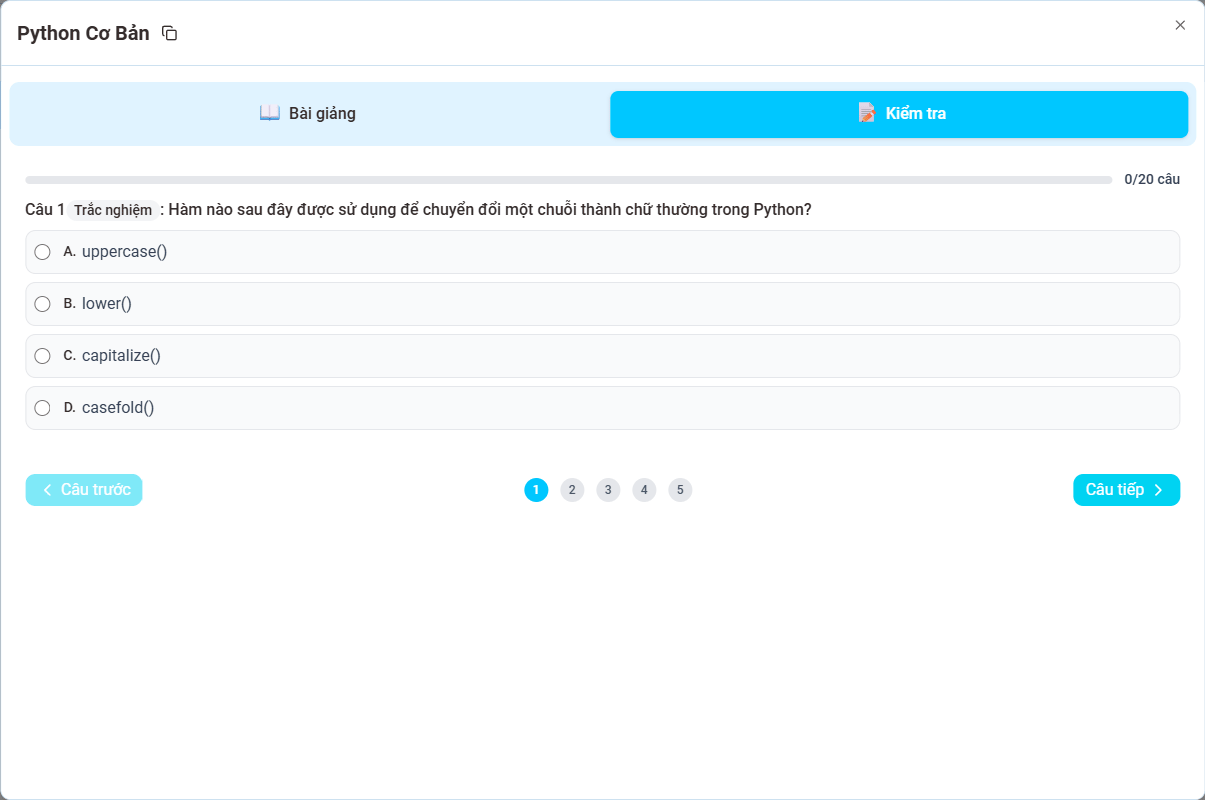 Python Cơ Bản
Bài giảng
Kiểm tra
0/20 câu
Câu 1 Trắc nghiệm : Hàm nào sau đây được sử dụng để chuyển đổi một chuỗi thành chữ thường trong Python?
A. uppercase()
B. lower()
C. capitalize()
D. casefold()
Câu trước 1 2 3 4 5 Câu tiếp